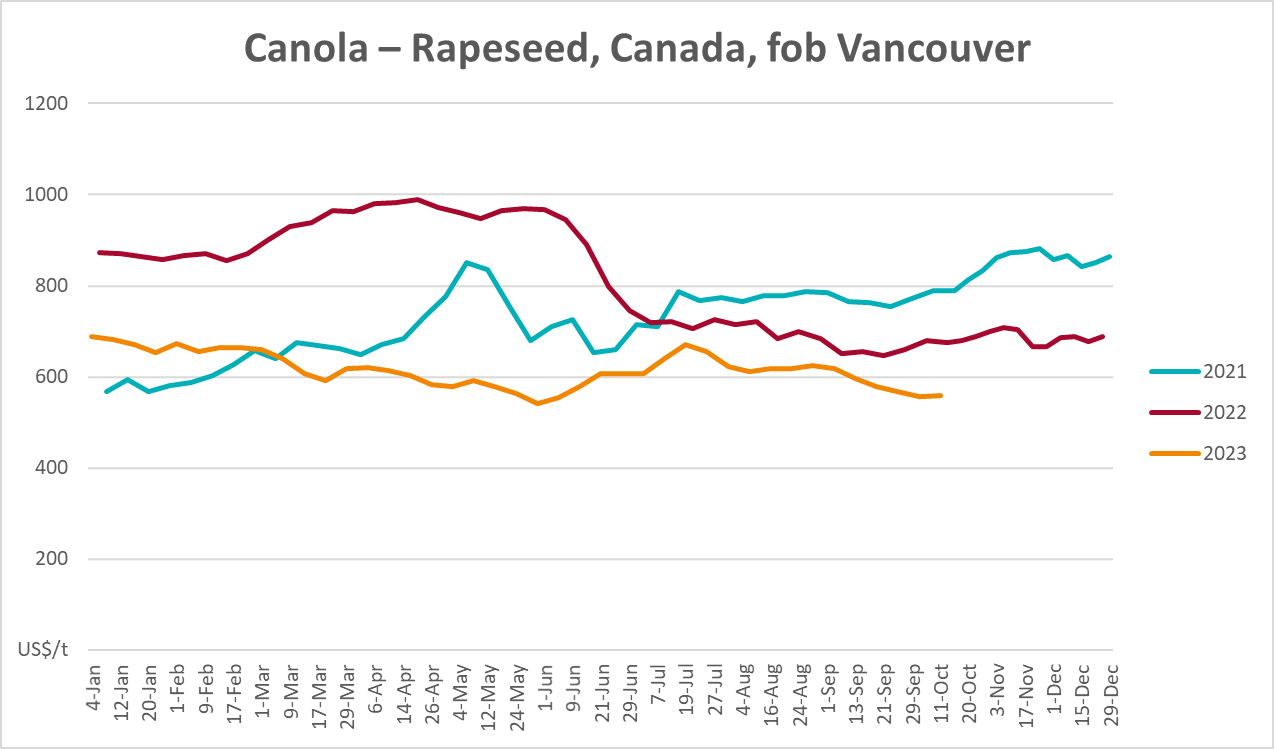 Canola – Rapeseed, Canada, fob Vancouver
1200
1000
800
600
400
200
US$/t
2021
2022
2023
4-Jan
12-Jan
20-Jan
1-Feb
9-Feb
17-Feb
1-Mar
9-Mar
17-Mar
29-Mar
6-Apr
14-Apr
26-Apr
4-May
12-May
24-May
1-Jun
9-Jun
21-Jun
29-Jun
7-Jul
19-Jul
27-Jul
4-Aug
16-Aug
24-Aug
1-Sep
13-Sep
21-Sep
29-Sep
11-Oct
20-Oct
3-Nov
17-Nov
1-Dec
15-Dec
29-Dec